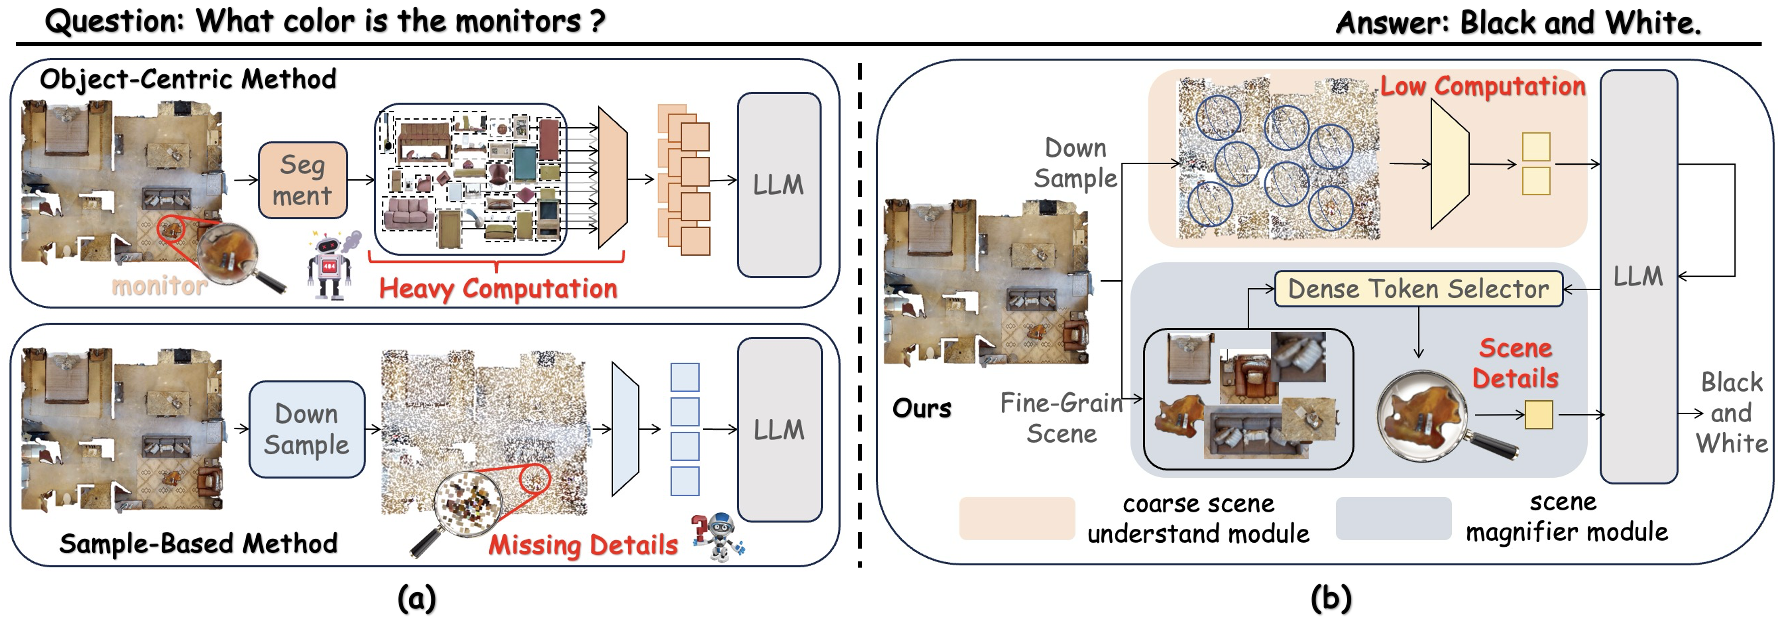 Question: What color is the monitors ?
Answer: Black and White.
Object-Centric Method
Seg
ment
LLM
monitor
404
Heavy Computation
Down
Sample
LLM
Sample-Based Method
Missing Details
?
(a)
Low Computation
Down
Sample
LLM
Dense Token Selector
Scene
Details
Ours
Fine-Grain
Scene
Black
and
White
coarse scene
understand module
scene
magnifier module
(b)